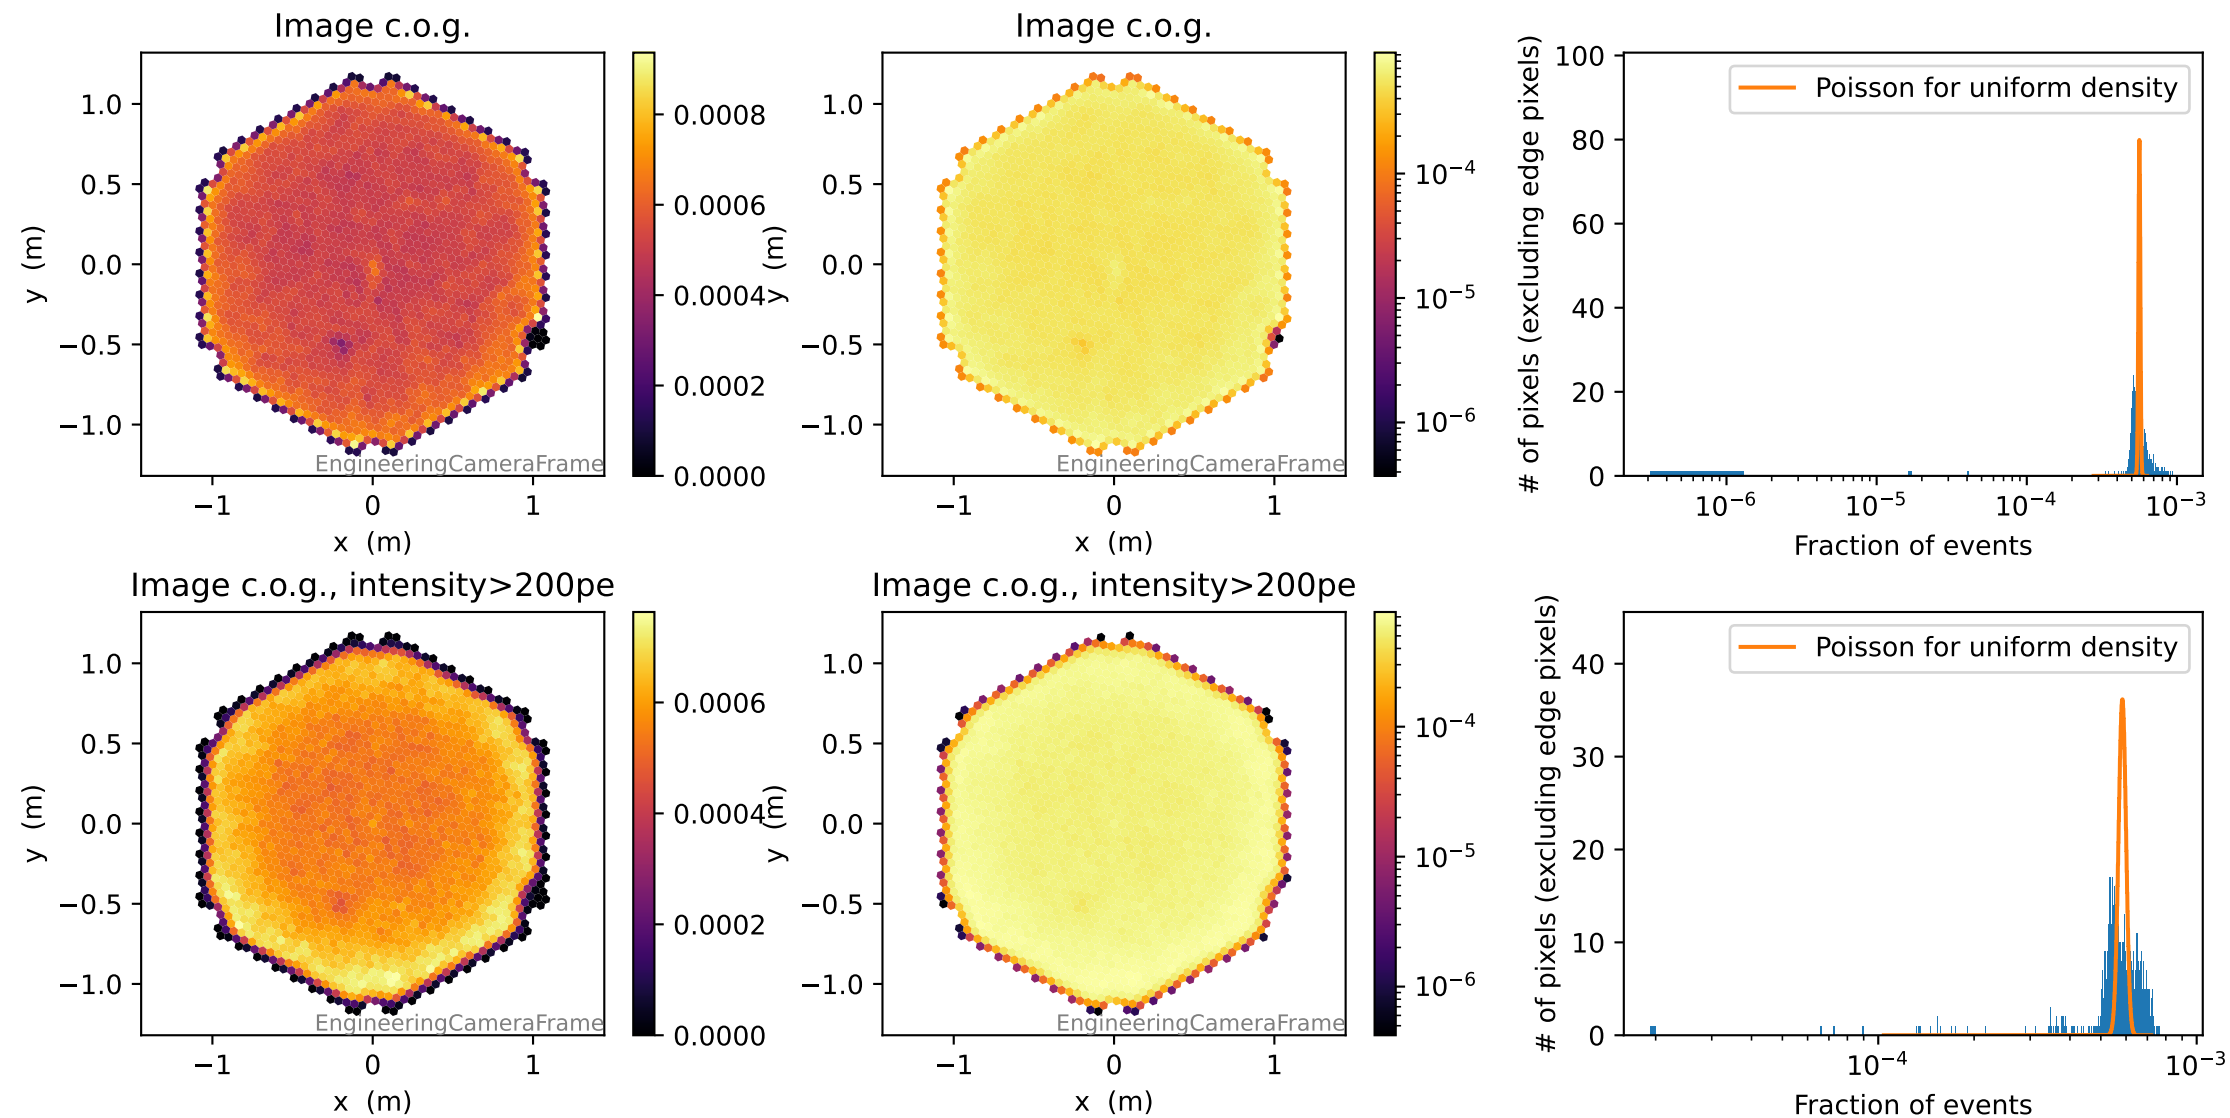 Image c.o.g.
1.0
0.5
0.0
−0.5
−1.0
y (m)
−1
0
1
x (m)
EngineeringCameraFrame
0.0008
0.0006
0.0004
0.0002
0.0000
Image c.o.g.
1.0
0.5
0.0
−0.5
−1.0
y (m)
−1
0
1
x (m)
EngineeringCameraFrame
10⁻⁴
10⁻⁵
10⁻⁶
# of pixels (excluding edge pixels)
100
80
60
40
20
0
Poisson for uniform density
10⁻⁶
10⁻⁵
10⁻⁴
10⁻³
Fraction of events
Image c.o.g., intensity>200pe
1.0
0.5
0.0
−0.5
−1.0
y (m)
−1
0
1
x (m)
EngineeringCameraFrame
0.0006
0.0004
0.0002
0.0000
Image c.o.g., intensity>200pe
1.0
0.5
0.0
−0.5
−1.0
y (m)
−1
0
1
x (m)
EngineeringCameraFrame
10⁻⁴
10⁻⁵
10⁻⁶
# of pixels (excluding edge pixels)
40
30
20
10
0
Poisson for uniform density
10⁻⁴
10⁻³
Fraction of events